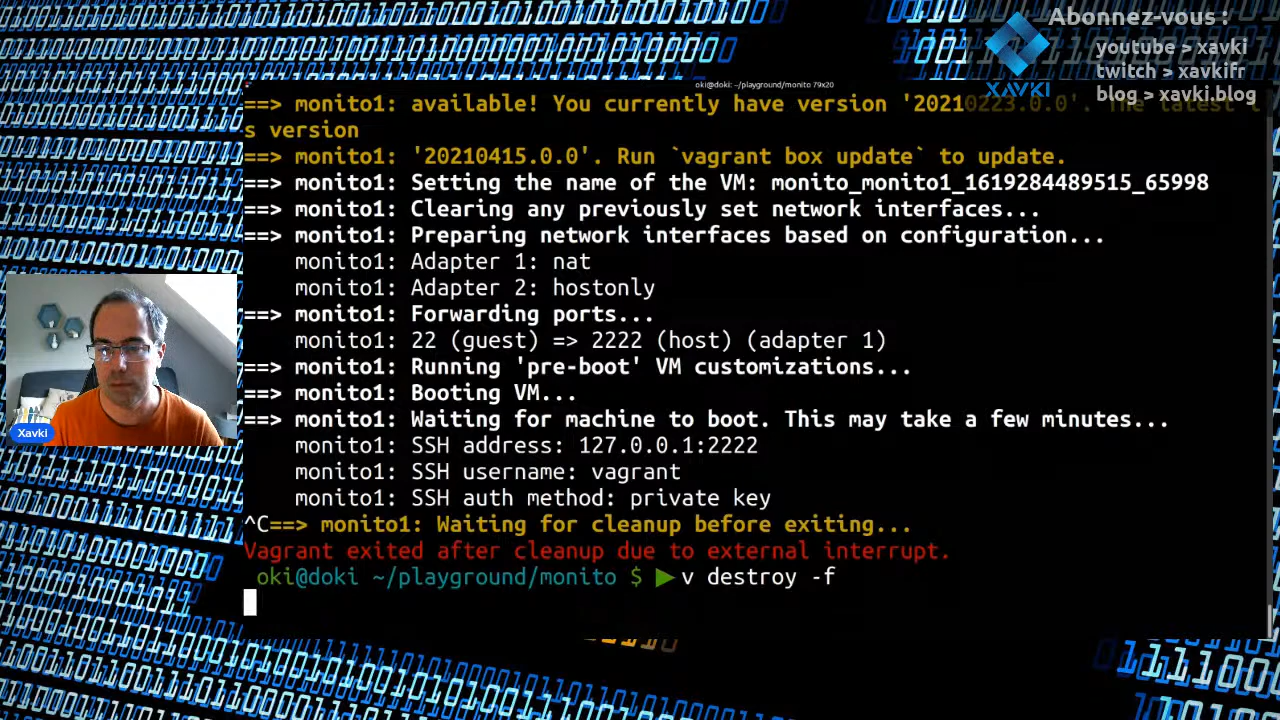 Abonnez-vous :
youtube > xavki
twitch > xavkifr
blog > xavki.blog
XAVKI
oki@doki: ~/playground/monito 79x20
==> monito1: available! You currently have version '20210223.0.0'. The latest i
s version
==> monito1: '20210415.0.0'. Run `vagrant box update` to update.
==> monito1: Setting the name of the VM: monito_monito1_1619284489515_65998
==> monito1: Clearing any previously set network interfaces...
==> monito1: Preparing network interfaces based on configuration...
monito1: Adapter 1: nat
monito1: Adapter 2: hostonly
==> monito1: Forwarding ports...
monito1: 22 (guest) => 2222 (host) (adapter 1)
==> monito1: Running 'pre-boot' VM customizations...
==> monito1: Booting VM...
==> monito1: Waiting for machine to boot. This may take a few minutes...
monito1: SSH address: 127.0.0.1:2222
monito1: SSH username: vagrant
monito1: SSH auth method: private key
^C==> monito1: Waiting for cleanup before exiting...
Vagrant exited after cleanup due to external interrupt.
oki@doki ~/playground/monito $ ▶v destroy -f
Xavki